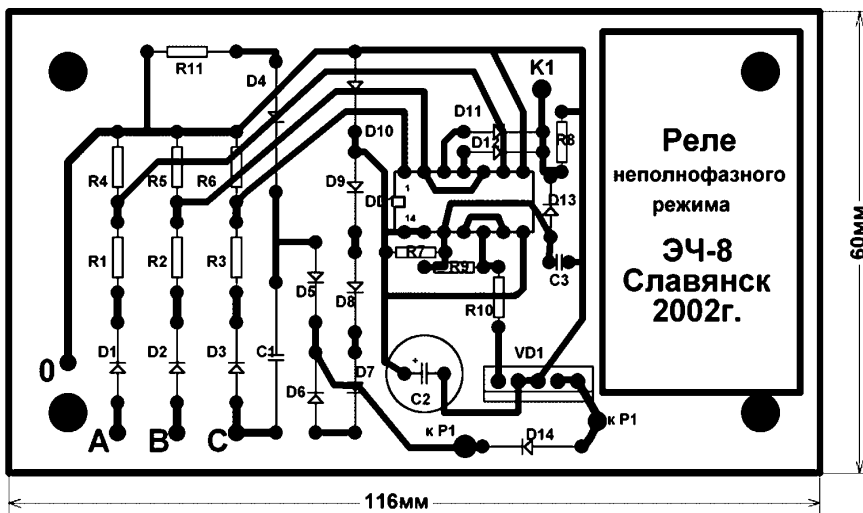 R11
D4
K1
D11
D12
R8
D10
R4
R5
R6
D9
1
D13
14
R1
R2
R3
R7
R9
C3
D5
D8
R10
D1
D2
D3
C1
VD1
0
D6
D7
+
C2
A
B
C
к P1
D14
к P1
Реле
неполнофазного
режима
ЭЧ-8
Славянск
2002г.
60мм
116мм